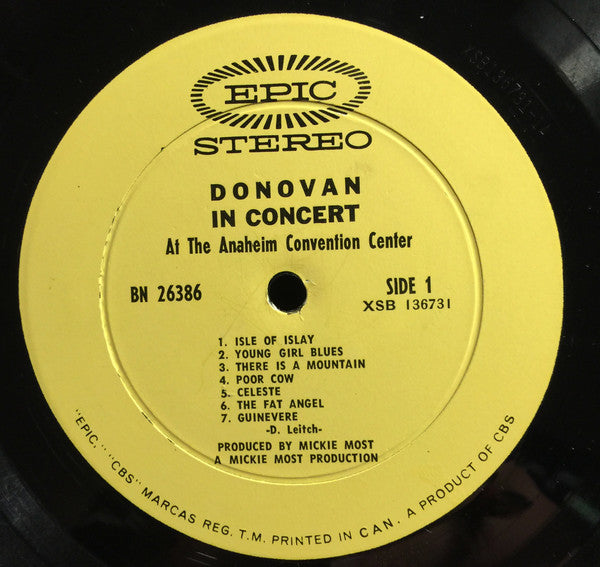 EPIC
STEREO
DONOVAN
IN CONCERT
At The Anaheim Convention Center
BN 26386
SIDE 1
XSB 136731
1. ISLE OF ISLAY
2. YOUNG GIRL BLUES
3. THERE IS A MOUNTAIN
4. POOR COW
5. CELESTE
6. THE FAT ANGEL
7. GUINEVERE
-D. Leitch-
PRODUCED BY MICKIE MOST
A MICKIE MOST PRODUCTION
"EPIC," "CBS" MARCAS REG. T.M. PRINTED IN CAN. A PRODUCT OF CBS